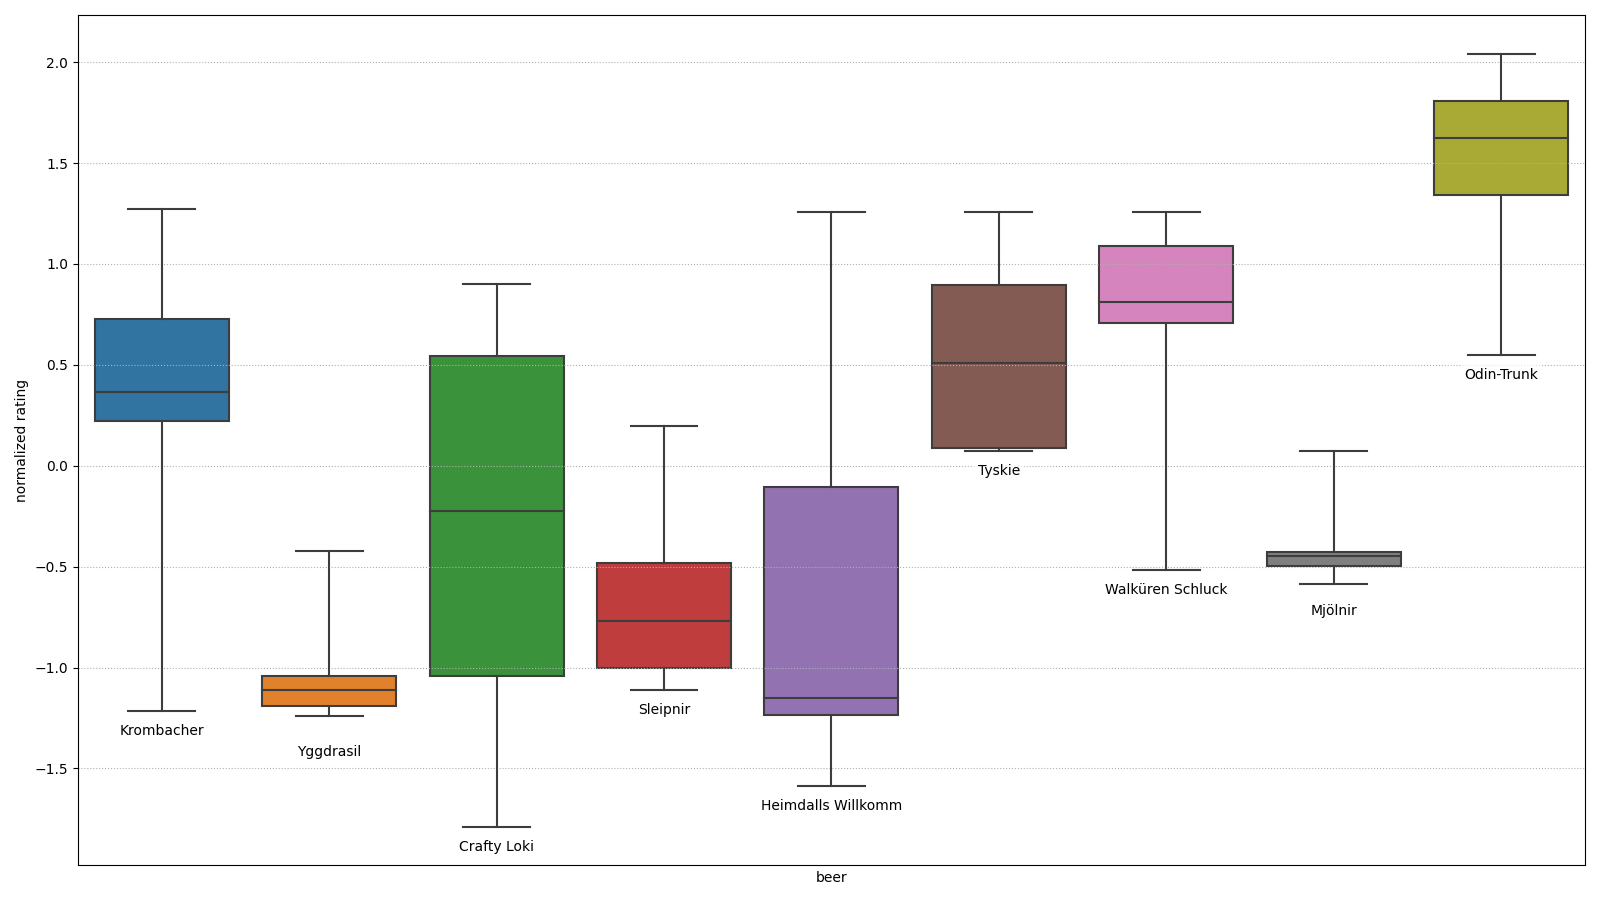 2.0
1.5
1.0
0.5
0.0
−0.5
−1.0
−1.5
normalized rating
Krombacher
Yggdrasil
Crafty Loki
Sleipnir
Heimdalls Willkomm
Tyskie
Walküren Schluck
Mjölnir
Odin-Trunk
beer